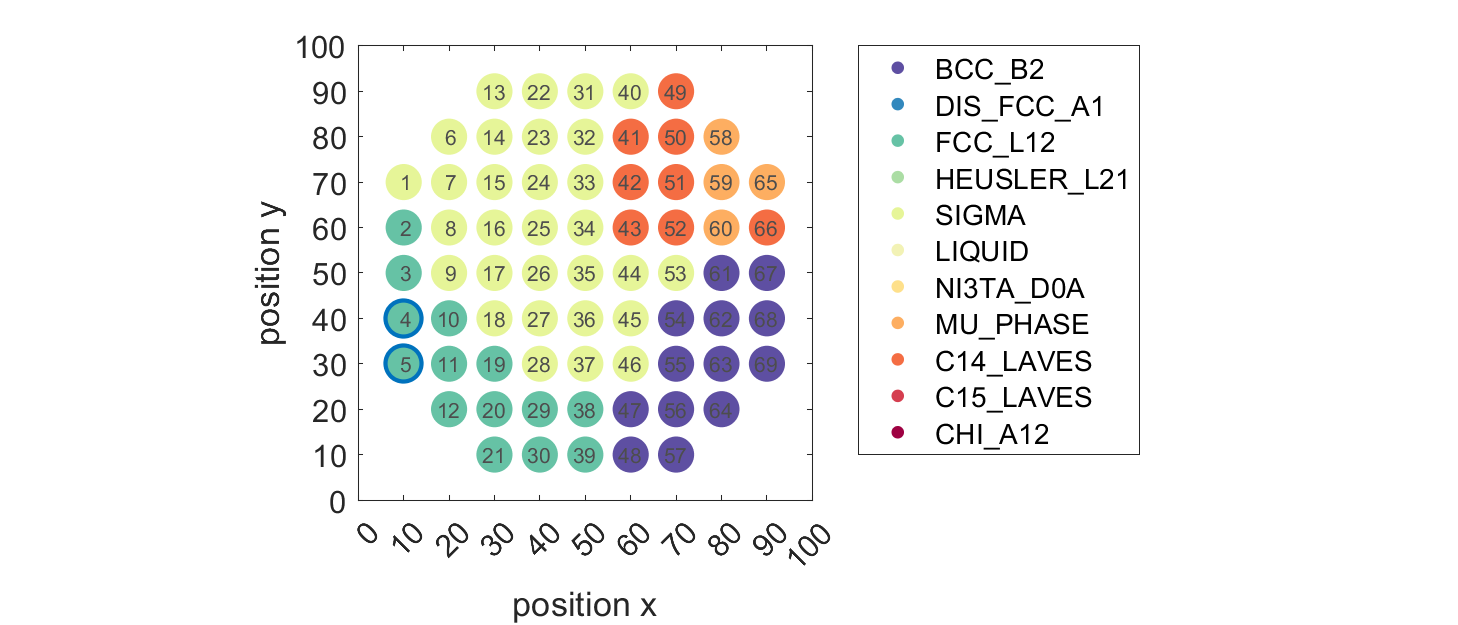 100
90
80
70
60
50
40
30
20
10
0
position y
13 22 31 40 49
6 14 23 32 41 50 58
1 7 15 24 33 42 51 59 65
2 8 16 25 34 43 52 60 66
3 9 17 26 35 44 53 61 67
4 10 18 27 36 45 54 62 68
5 11 19 28 37 46 55 63 69
12 20 29 38 47 56 64
21 30 39 48 57
0 10 20 30 40 50 60 70 80 90 100
position x
BCC_B2
DIS_FCC_A1
FCC_L12
HEUSLER_L21
SIGMA
LIQUID
NI3TA_D0A
MU_PHASE
C14_LAVES
C15_LAVES
CHI_A12